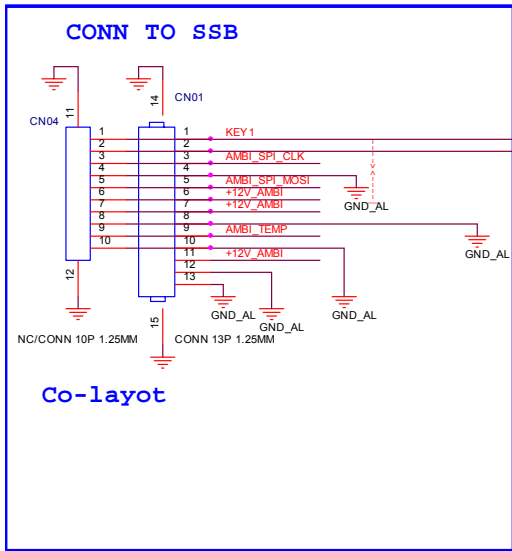 CONN TO SSB
11
14
CN01
CN04
1
1
KEY1
2
2
3
3
AMBI_SPI_CLK
4
4
5
5
AMBI_SPI_MOSI
6
6
+12V_AMBI
7
7
+12V_AMBI
GND_AL
8
8
9
9
AMBI_TEMP
10
10
11
+12V_AMBI
GND_AL
12
12
13
GND_AL
GND_AL
GND_AL
15
NC/CONN 10P 1.25MM
CONN 13P 1.25MM
Co-layot